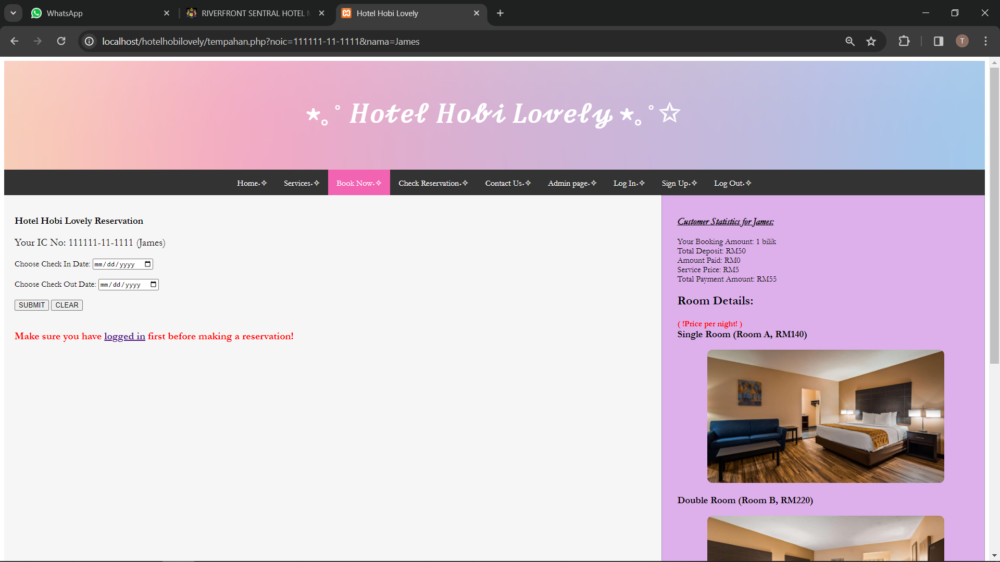 WhatsApp
RIVERFRONT SENTRAL HOTEL
Hotel Hobi Lovely
localhost/hotelhobilovely/tempahan.php?noic=111111-11-1111&nama=James
T
⋆｡˚ Hotel Hobi Lovely ⋆｡˚☆
Home˖✧ Services˖✧ Book Now˖✧ Check Reservation˖✧ Contact Us˖✧ Admin page˖✧ Log In˖✧ Sign Up˖✧ Log Out˖✧
Hotel Hobi Lovely Reservation
Your IC No: 111111-11-1111 (James)
Choose Check In Date: mm/dd/yyyy
Choose Check Out Date: mm/dd/yyyy
SUBMIT CLEAR
Make sure you have logged in first before making a reservation!
Customer Statistics for James:
Your Booking Amount: 1 bilik
Total Deposit: RM50
Amount Paid: RM0
Service Price: RM5
Total Payment Amount: RM55
Room Details:
( !Price per night! )
Single Room (Room A, RM140)
Double Room (Room B, RM220)